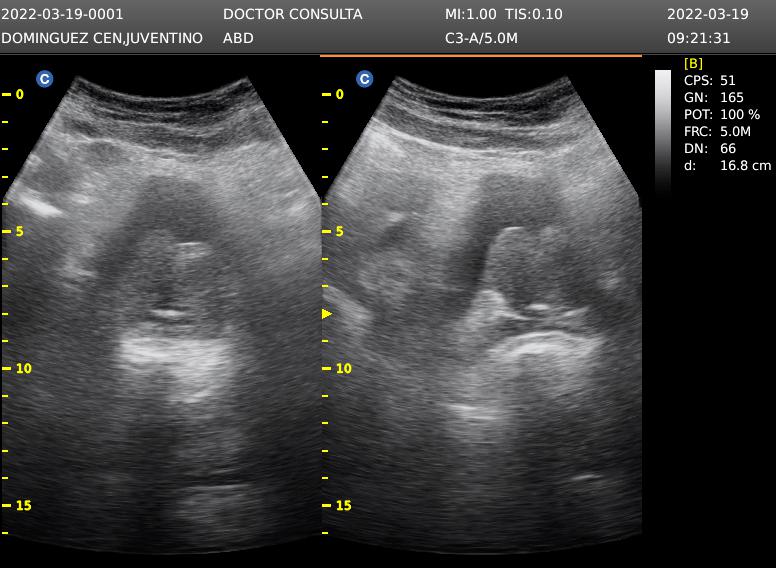 2022-03-19-0001 DOCTOR CONSULTA MI:1.00 TIS:0.10 2022-03-19
DOMINGUEZ CEN,JUVENTINO ABD C3-A/5.0M 09:21:31
C C
[B]
CPS: 51
GN: 165
POT: 100 %
FRC: 5.0M
DN: 66
d: 16.8 cm
0 0
5 5
10 10
15 15